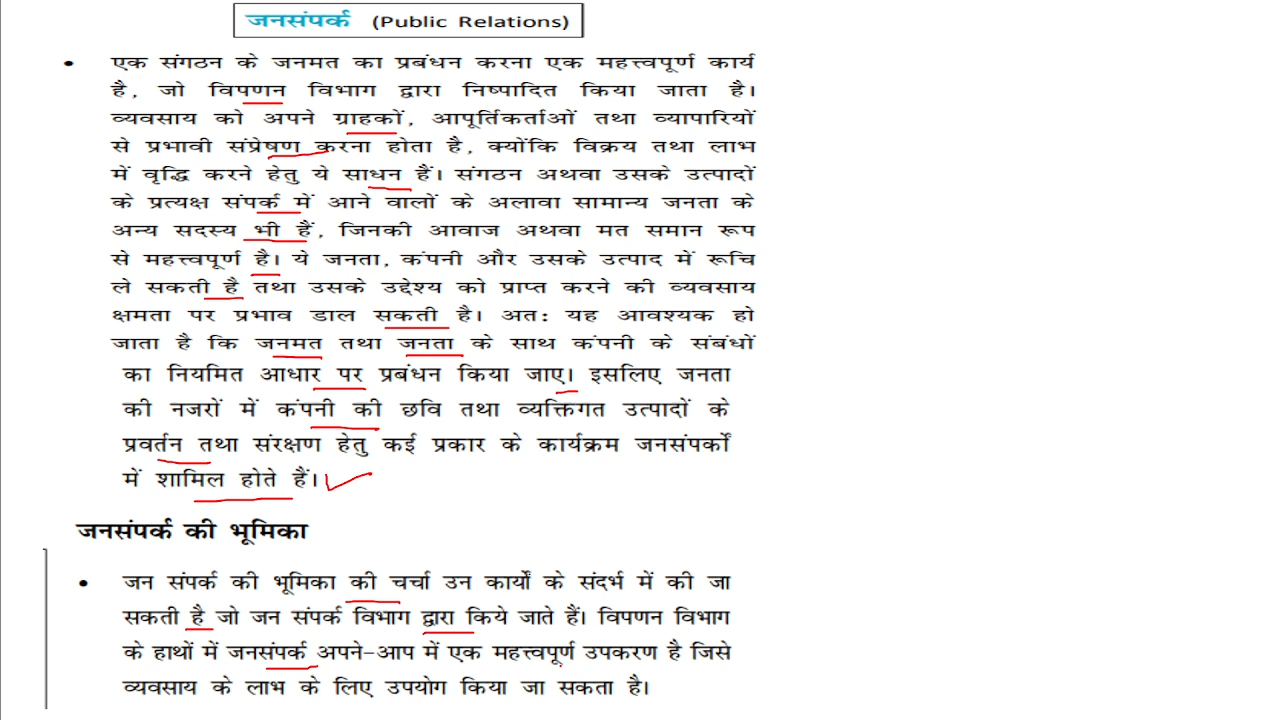 जनसंपर्क (Public Relations)
• एक संगठन के जनमत का प्रबंधन करना एक महत्त्वपूर्ण कार्य
है, जो विपणन विभाग द्वारा निष्पादित किया जाता है।
व्यवसाय को अपने ग्राहकों, आपूर्तिकर्ताओं तथा व्यापारियों
से प्रभावी संप्रेषण करना होता है, क्योंकि विक्रय तथा लाभ
में वृद्धि करने हेतु ये साधन हैं। संगठन अथवा उसके उत्पादों
के प्रत्यक्ष संपर्क में आने वालों के अलावा सामान्य जनता के
अन्य सदस्य भी हैं, जिनकी आवाज अथवा मत समान रूप
से महत्त्वपूर्ण है। ये जनता, कंपनी और उसके उत्पाद में रूचि
ले सकती है तथा उसके उद्देश्य को प्राप्त करने की व्यवसाय
क्षमता पर प्रभाव डाल सकती है। अत: यह आवश्यक हो
जाता है कि जनमत तथा जनता के साथ कंपनी के संबंधों
का नियमित आधार पर प्रबंधन किया जाए। इसलिए जनता
की नजरों में कंपनी की छवि तथा व्यक्तिगत उत्पादों के
प्रवर्तन तथा संरक्षण हेतु कई प्रकार के कार्यक्रम जनसंपर्कों
में शामिल होते हैं।
जनसंपर्क की भूमिका
• जन संपर्क की भूमिका की चर्चा उन कार्यों के संदर्भ में की जा
सकती है जो जन संपर्क विभाग द्वारा किये जाते हैं। विपणन विभाग
के हाथों में जनसंपर्क अपने-आप में एक महत्त्वपूर्ण उपकरण है जिसे
व्यवसाय के लाभ के लिए उपयोग किया जा सकता है।